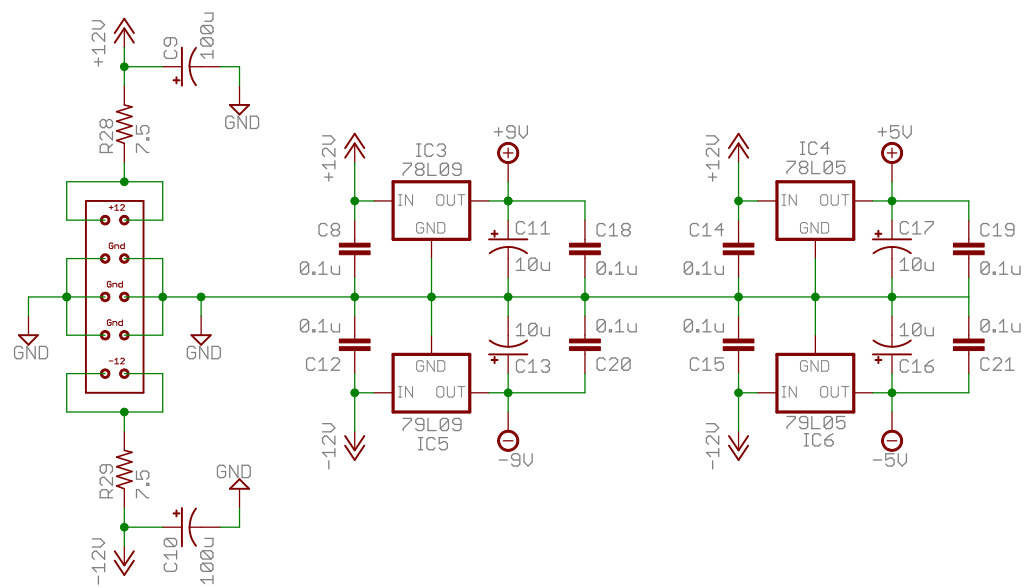 +12V
C9
100u
GND
R28
7.5
+12
Gnd
Gnd
Gnd
-12
GND
GND
R29
7.5
GND
-12V
C10
100u
+12V
IC3
78L09
IN
OUT
GND
+9V
C8
0.1u
C11
10u
C18
0.1u
0.1u
C12
10u
C13
0.1u
C20
GND
IN
OUT
79L09
IC5
-12V
-9V
+12V
IC4
78L05
IN
OUT
GND
+5V
C14
0.1u
C17
10u
C19
0.1u
0.1u
C15
10u
C16
0.1u
C21
GND
IN
OUT
79L05
IC6
-12V
-5V